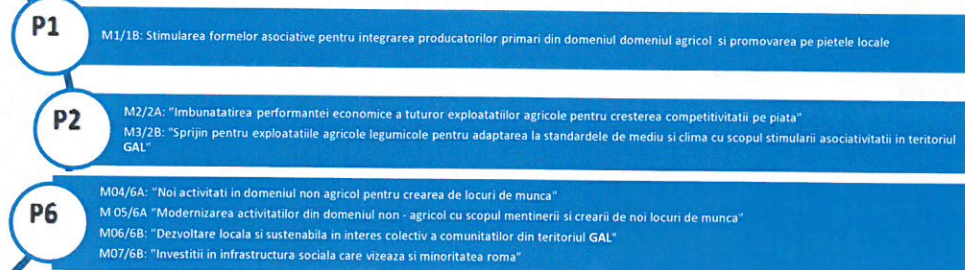 P1
M1/1B: Stimularea formelor asociative pentru integrarea producatorilor primari din domeniul domeniul agricol si promovarea pe pietele locale
P2
M2/2A: "Imbunatatirea performantei economice a tuturor exploatatiilor agricole pentru cresterea competitivitatii pe piata"
M3/2B: "Sprijin pentru exploatatiile agricole legumicole pentru adaptarea la standardele de mediu si clima cu scopul stimularii asociativitatii in teritoriul
GAL"
P6
M04/6A: "Noi activitati in domeniul non agricol pentru crearea de locuri de munca"
M 05/6A "Modernizarea activitatilor din domeniul non - agricol cu scopul mentinerii si crearii de noi locuri de munca"
M06/6B: "Dezvoltare locala si sustenabila in interes colectiv a comunitatilor din teritoriul GAL"
M07/6B: "Investitii in infrastructura sociala care vizeaza si minoritatea roma"